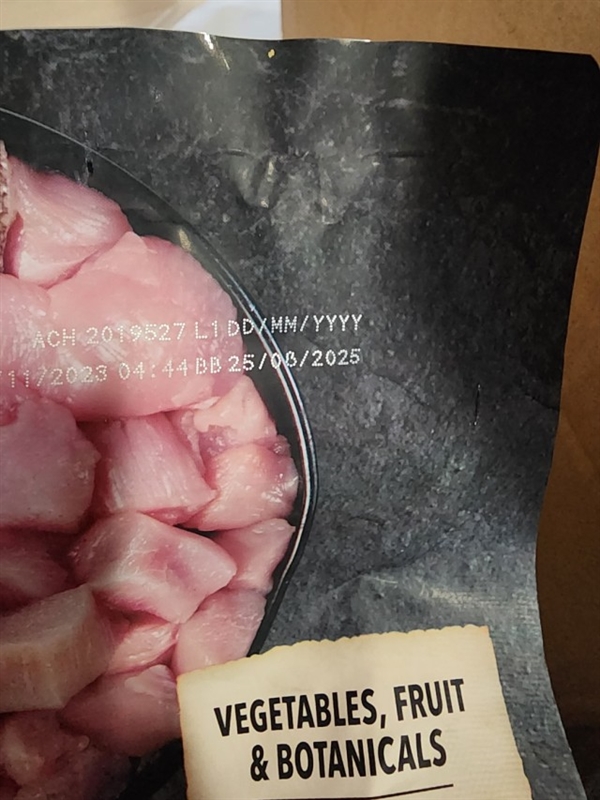 ACH 2019527 L1 DD/MM/YYYY
/11/2023 04:44 BB 25/08/2025
VEGETABLES, FRUIT
& BOTANICALS